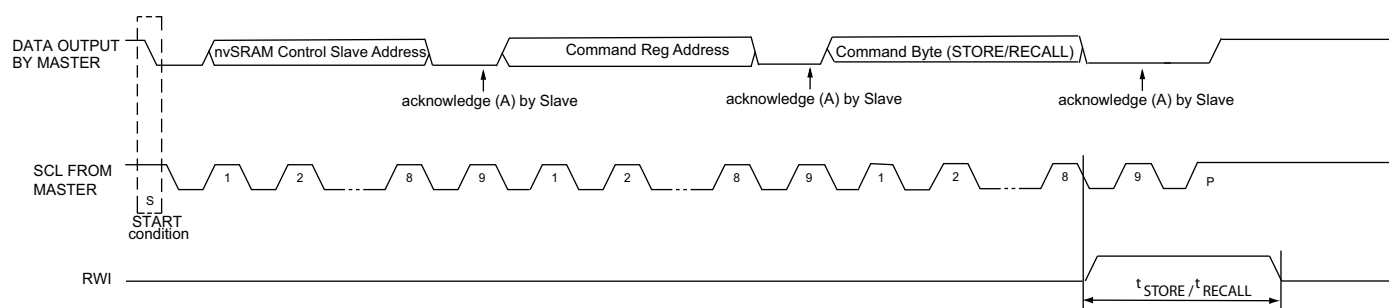 DATA OUTPUT
BY MASTER
nvSRAM Control Slave Address
Command Reg Address
Command Byte (STORE/RECALL)
acknowledge (A) by Slave
acknowledge (A) by Slave
acknowledge (A) by Slave
SCL FROM
MASTER
1 2 8 9 1 2 8 9 1 2 8 9
S
P
START
condition
RWI
t STORE / t RECALL